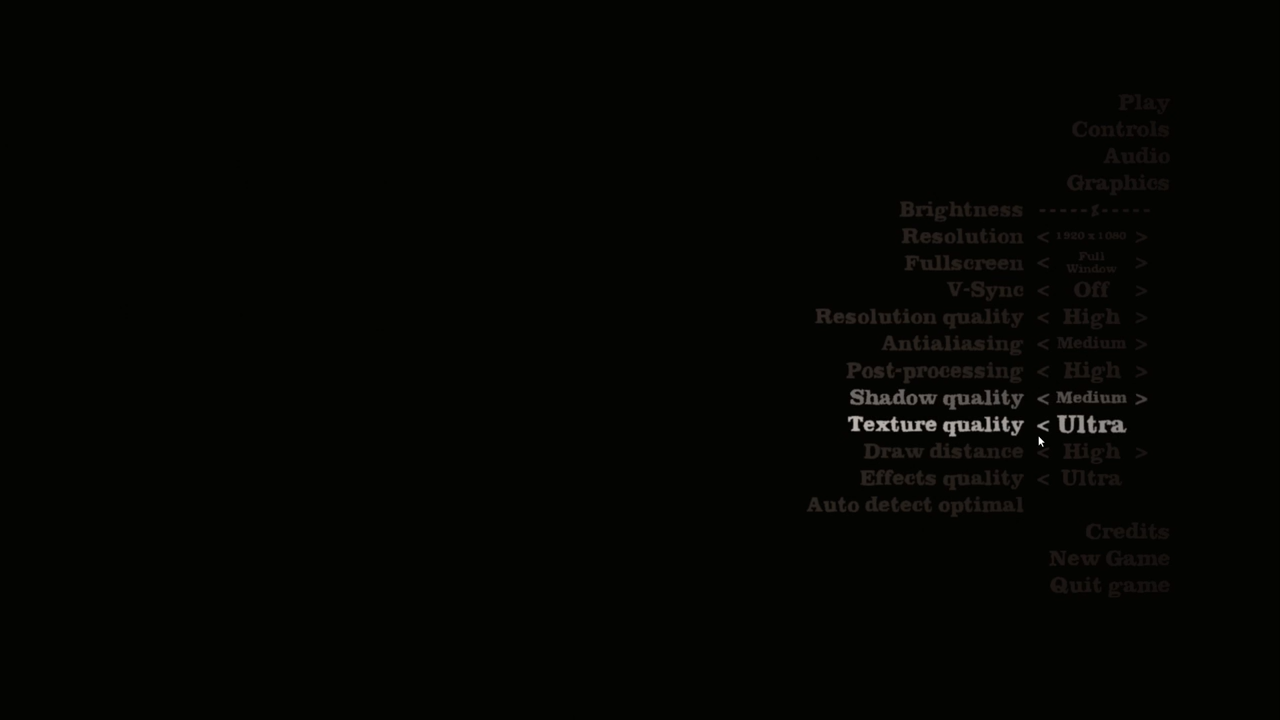 Play
Controls
Audio
Graphics
Brightness -----ı-----
Resolution < 1920 x 1080 >
Fullscreen < Full Window >
V-Sync < Off >
Resolution quality < High >
Antialiasing < Medium >
Post-processing < High >
Shadow quality < Medium >
Texture quality < Ultra
Draw distance < High >
Effects quality < Ultra
Auto detect optimal
Credits
New Game
Quit game